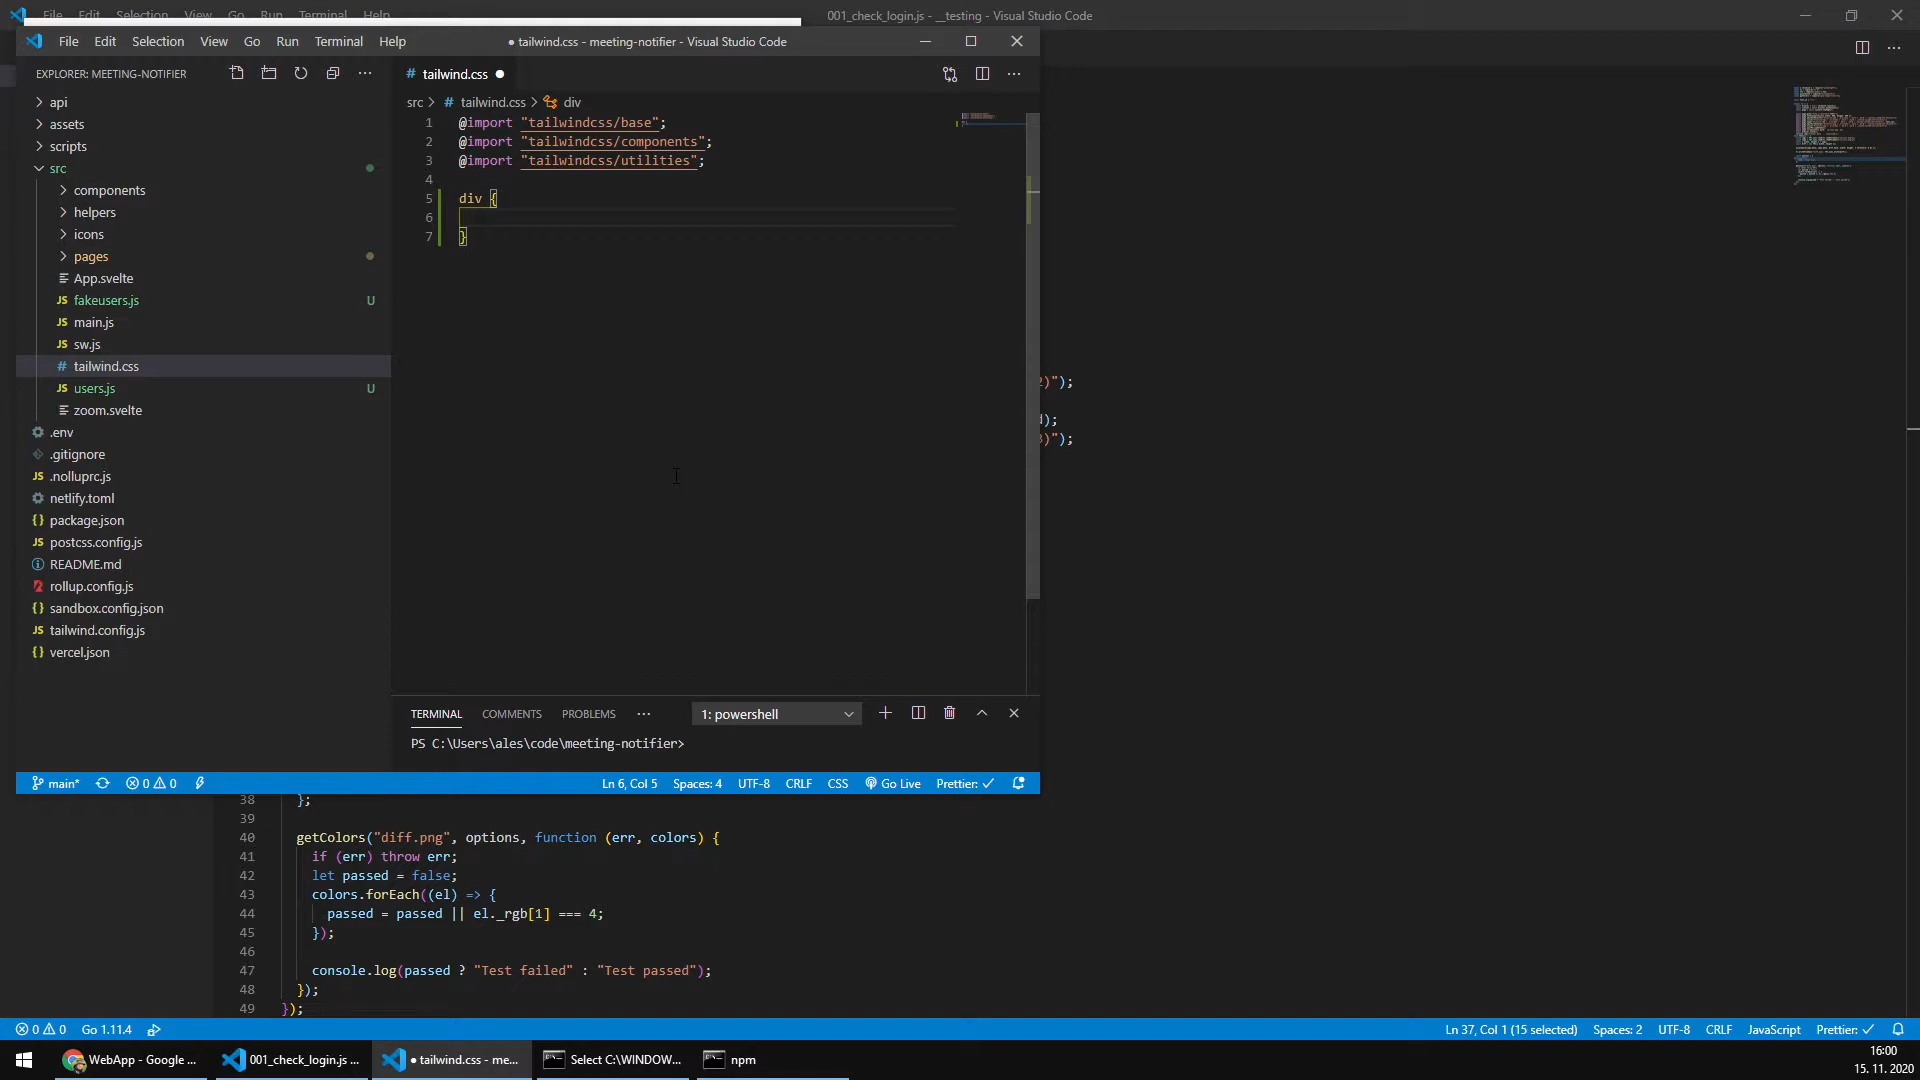 File Edit Selection View Go Run Terminal Help
001_check_login.js - __testing - Visual Studio Code
File Edit Selection View Go Run Terminal Help
● tailwind.css - meeting-notifier - Visual Studio Code
EXPLORER: MEETING-NOTIFIER
# tailwind.css ●
src > # tailwind.css > div
api
assets
scripts
src
components
helpers
icons
pages
App.svelte
JS fakeusers.js U
JS main.js
JS sw.js
# tailwind.css
JS users.js U
zoom.svelte
.env
.gitignore
JS .nolluprc.js
netlify.toml
{} package.json
JS postcss.config.js
README.md
rollup.config.js
{} sandbox.config.json
JS tailwind.config.js
{} vercel.json
1 @import "tailwindcss/base";
2 @import "tailwindcss/components";
3 @import "tailwindcss/utilities";
4
5 div {
6
7 }
)");
);
)");
TERMINAL COMMENTS PROBLEMS ··· 1: powershell
PS C:\Users\ales\code\meeting-notifier>
main* 0 0 Ln 6, Col 5 Spaces: 4 UTF-8 CRLF CSS Go Live Prettier: ✓
38 };
39
40 getColors("diff.png", options, function (err, colors) {
41 if (err) throw err;
42 let passed = false;
43 colors.forEach((el) => {
44 passed = passed || el._rgb[1] === 4;
45 });
46
47 console.log(passed ? "Test failed" : "Test passed");
48 });
49 });
0 0 Go 1.11.4 Ln 37, Col 1 (15 selected) Spaces: 2 UTF-8 CRLF JavaScript Prettier: ✓
WebApp - Google ... 001_check_login.js ... ● tailwind.css - me... Select C:\WINDOW... npm
16:00
15. 11. 2020